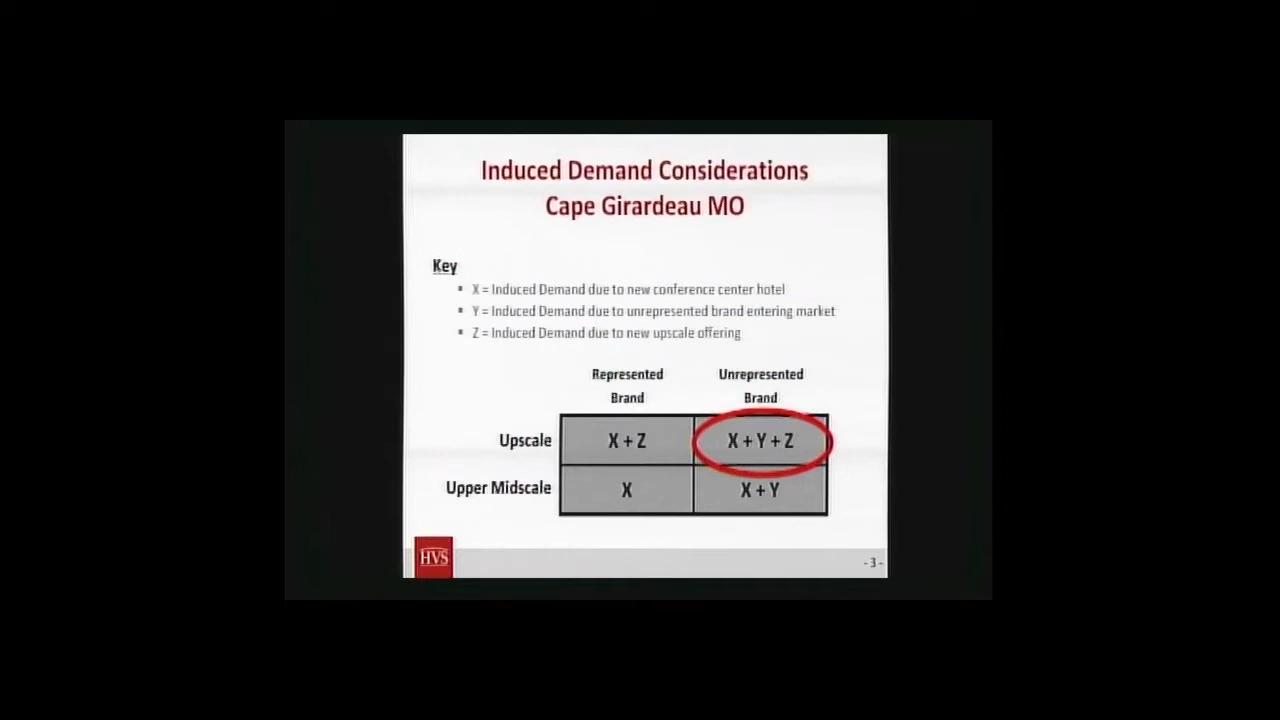 Induced Demand Considerations
Cape Girardeau MO
Key
▪ X = Induced Demand due to new conference center hotel
▪ Y = Induced Demand due to unrepresented brand entering market
▪ Z = Induced Demand due to new upscale offering
Represented Unrepresented
Brand Brand
Upscale X + Z X + Y + Z
Upper Midscale X X + Y
HVS
- 3 -